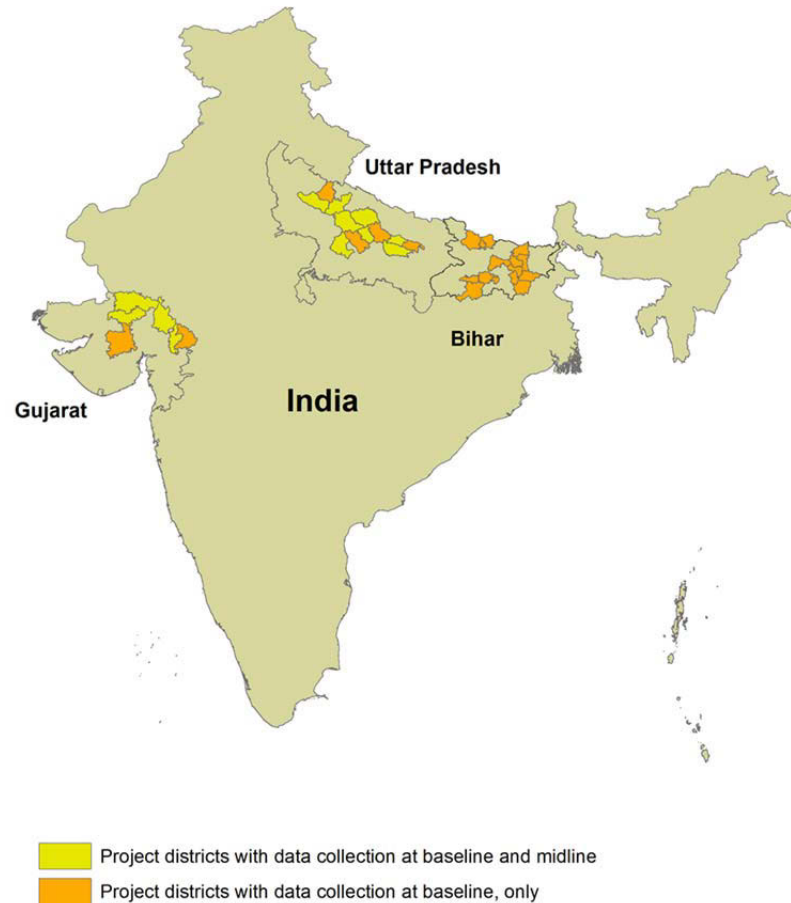 Uttar Pradesh
Bihar
Gujarat
India
Project districts with data collection at baseline and midline
Project districts with data collection at baseline, only